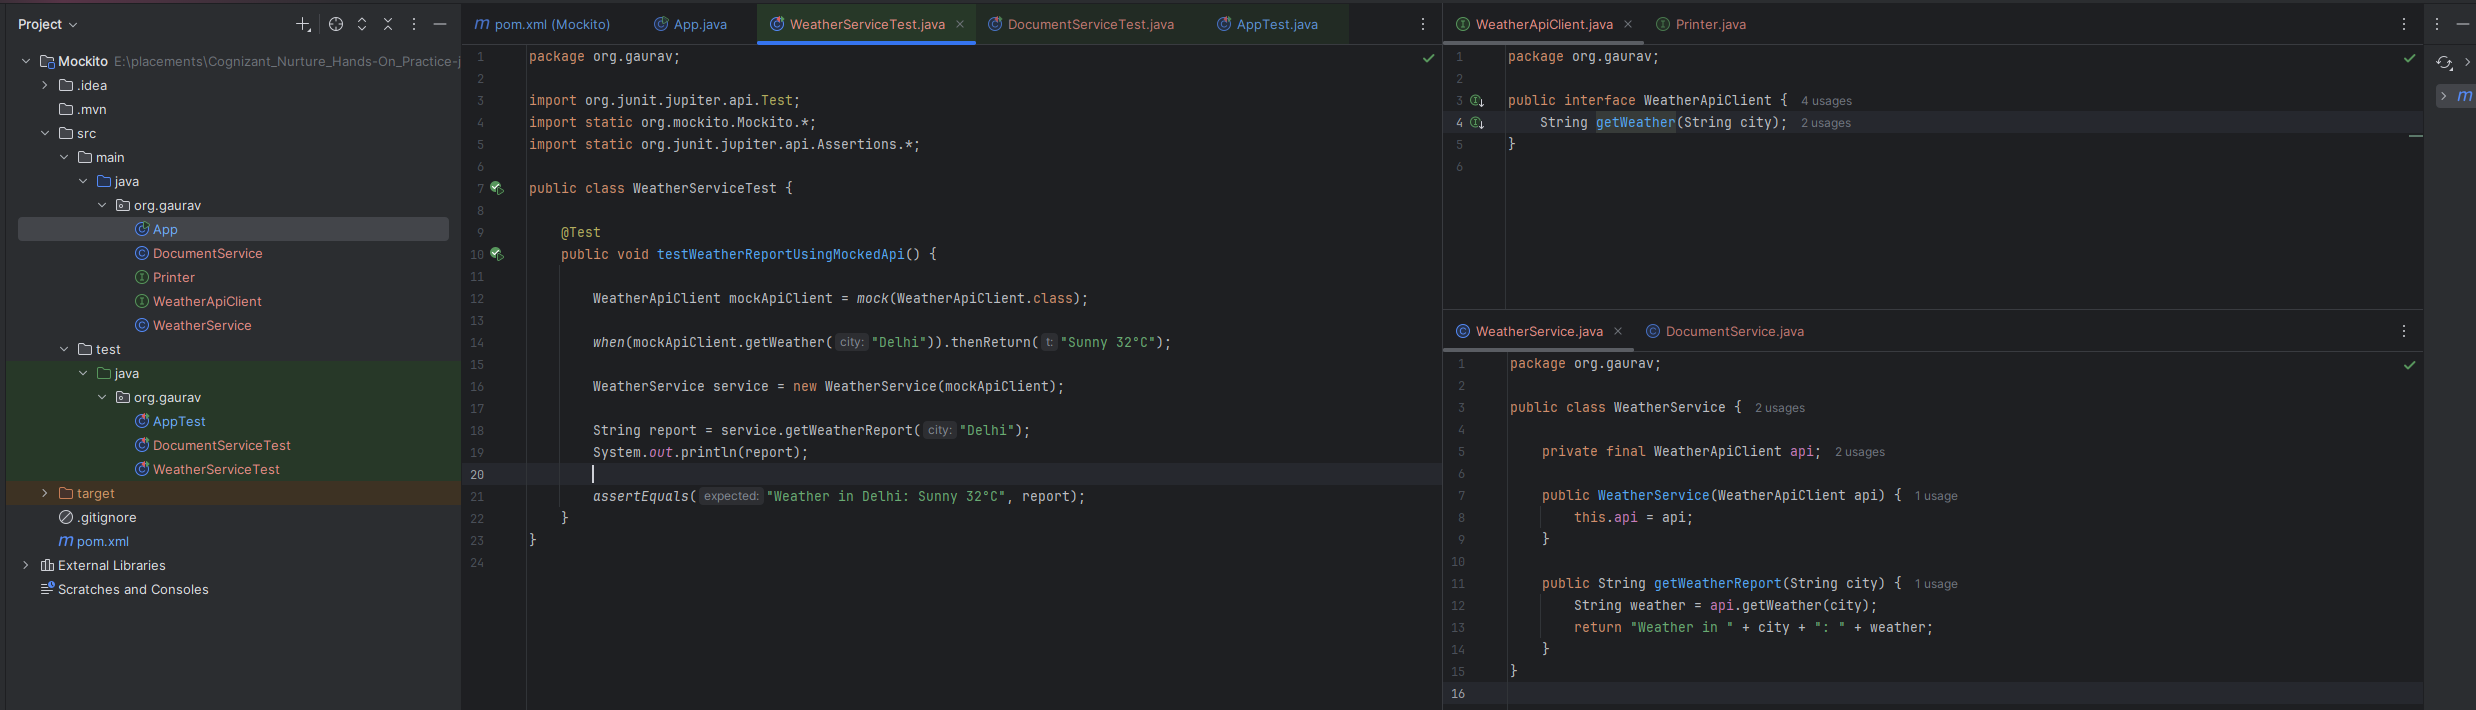 Project
Mockito E:\placements\Cognizant_Nurture_Hands-On_Practice-j
.idea
.mvn
src
main
java
org.gaurav
App
DocumentService
Printer
WeatherApiClient
WeatherService
test
java
org.gaurav
AppTest
DocumentServiceTest
WeatherServiceTest
target
.gitignore
m pom.xml
External Libraries
Scratches and Consoles
m pom.xml (Mockito) App.java WeatherServiceTest.java DocumentServiceTest.java AppTest.java
1 package org.gaurav;
2
3 import org.junit.jupiter.api.Test;
4 import static org.mockito.Mockito.*;
5 import static org.junit.jupiter.api.Assertions.*;
6
7 public class WeatherServiceTest {
8
9 @Test
10 public void testWeatherReportUsingMockedApi() {
11
12 WeatherApiClient mockApiClient = mock(WeatherApiClient.class);
13
14 when(mockApiClient.getWeather( city: "Delhi")).thenReturn( t: "Sunny 32°C");
15
16 WeatherService service = new WeatherService(mockApiClient);
17
18 String report = service.getWeatherReport( city: "Delhi");
19 System.out.println(report);
20
21 assertEquals( expected: "Weather in Delhi: Sunny 32°C", report);
22 }
23 }
24
WeatherApiClient.java Printer.java
1 package org.gaurav;
2
3 public interface WeatherApiClient { 4 usages
4 String getWeather(String city); 2 usages
5 }
6
WeatherService.java DocumentService.java
1 package org.gaurav;
2
3 public class WeatherService { 2 usages
4
5 private final WeatherApiClient api; 2 usages
6
7 public WeatherService(WeatherApiClient api) { 1 usage
8 this.api = api;
9 }
10
11 public String getWeatherReport(String city) { 1 usage
12 String weather = api.getWeather(city);
13 return "Weather in " + city + ": " + weather;
14 }
15 }
16
m